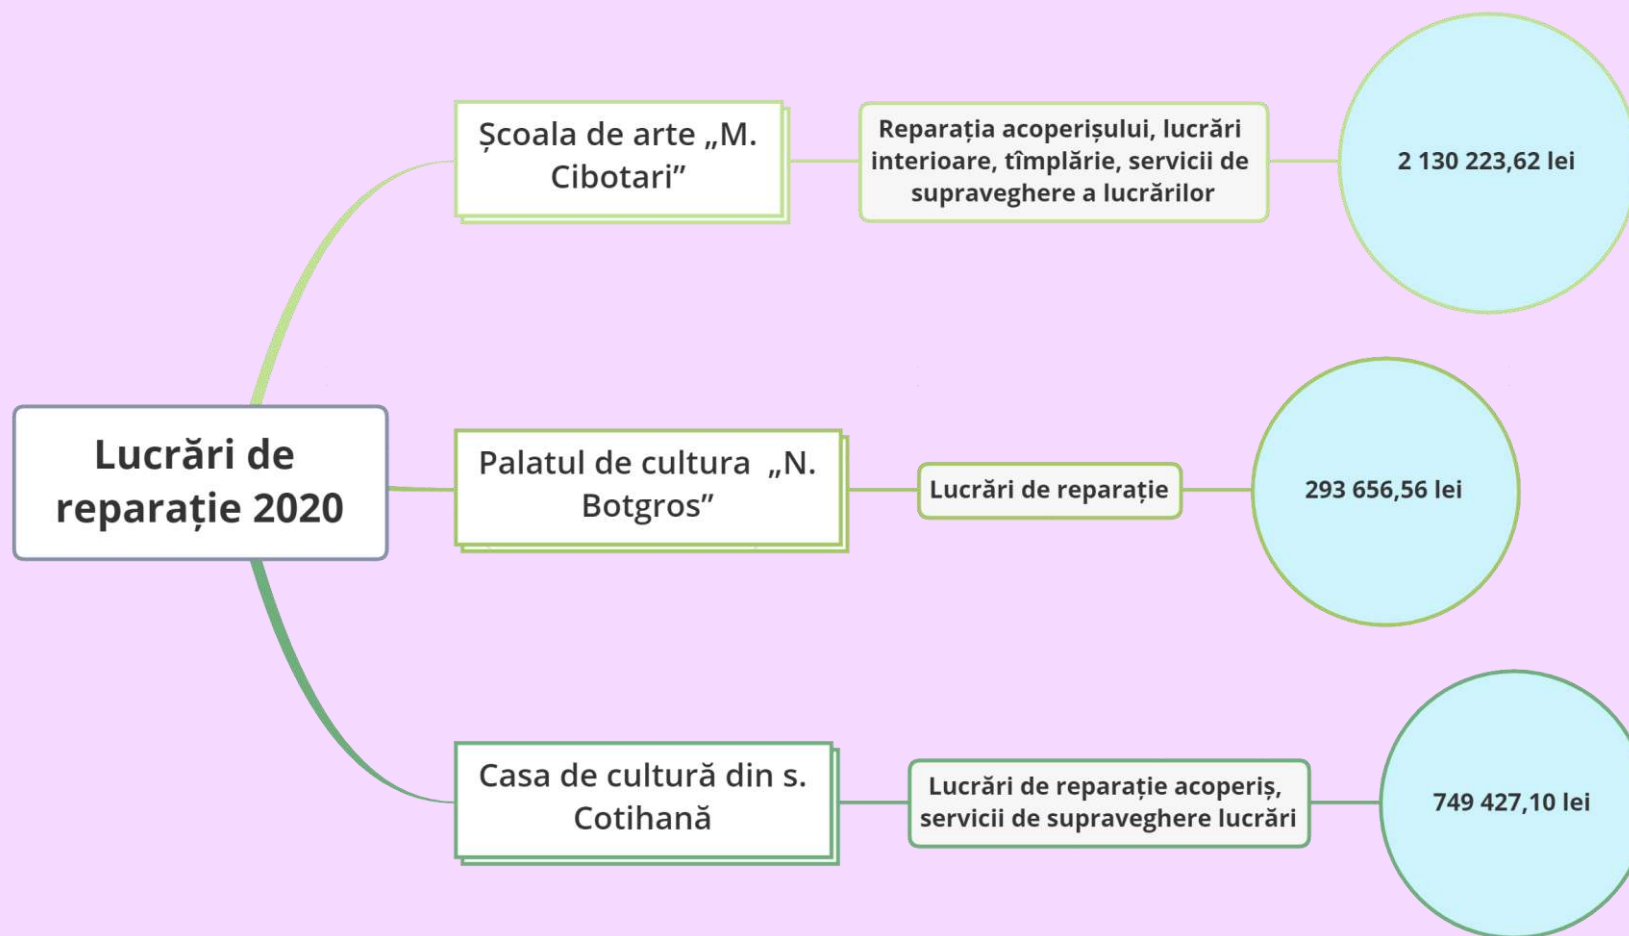 Școala de arte „M.
Cibotari”
Reparația acoperișului, lucrări
interioare, tîmplărie, servicii de
supraveghere a lucrărilor
2 130 223,62 lei
Lucrări de
reparație 2020
Palatul de cultura „N.
Botgros”
Lucrări de reparație
293 656,56 lei
Casa de cultură din s.
Cotihană
Lucrări de reparație acoperiș,
servicii de supraveghere lucrări
749 427,10 lei